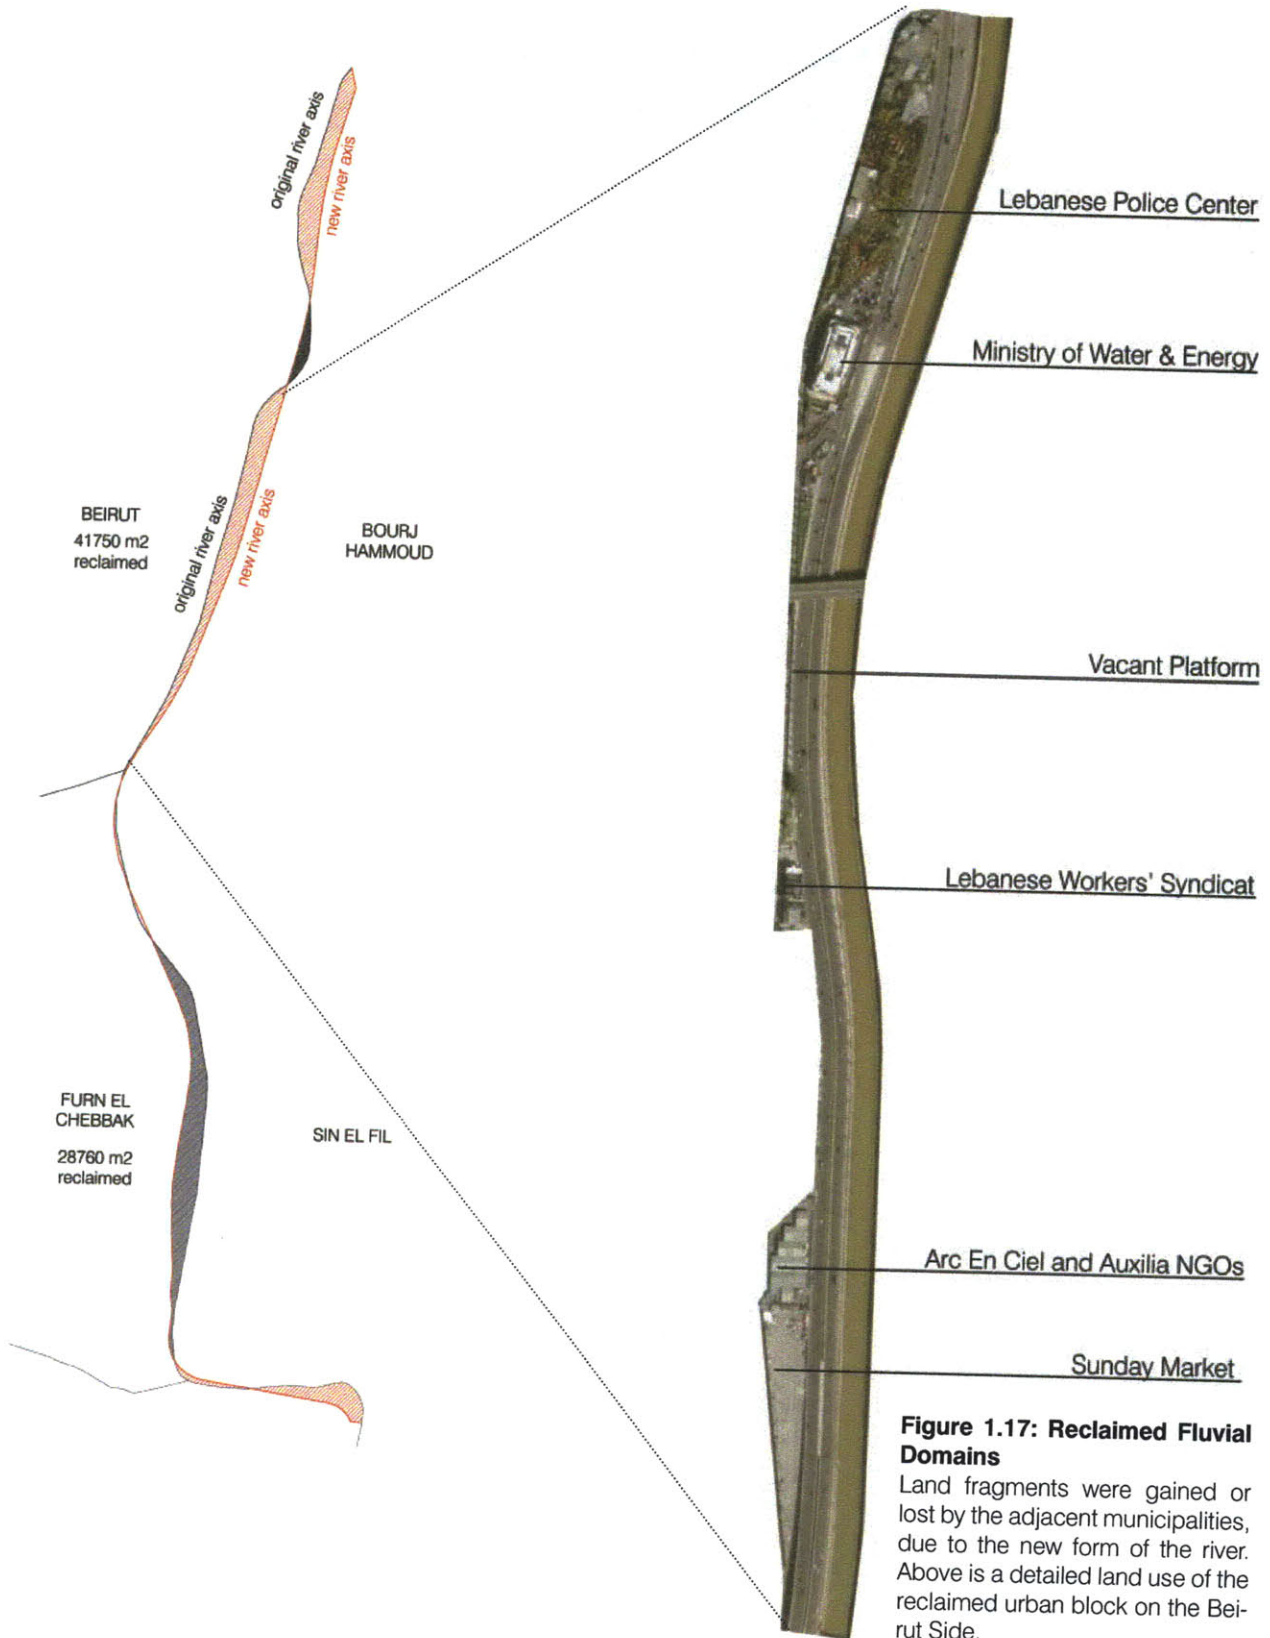 original river axis
new river axis
BEIRUT
41750 m2
reclaimed
original river axis
new river axis
BOURJ
HAMMOUD
FURN EL
CHEBBAK
28760 m2
reclaimed
SIN EL FIL
Lebanese Police Center
Ministry of Water & Energy
Vacant Platform
Lebanese Workers' Syndicat
Arc En Ciel and Auxilia NGOs
Sunday Market
Figure 1.17: Reclaimed Fluvial
Domains
Land fragments were gained or
lost by the adjacent municipalities,
due to the new form of the river.
Above is a detailed land use of the
reclaimed urban block on the Bei-
rut Side.